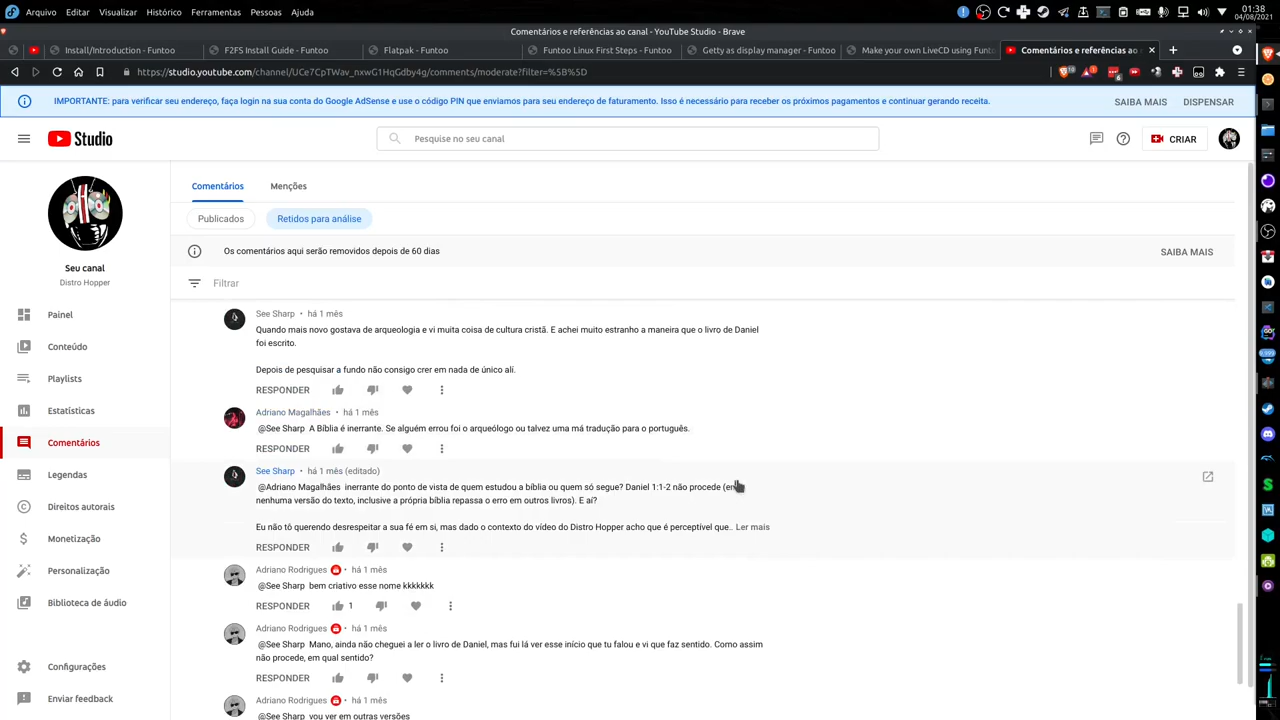 Arquivo Editar Visualizar Histórico Ferramentas Pessoas Ajuda
01:38
04/08/2021
Comentários e referências ao canal - YouTube Studio - Brave
Install/Introduction - Funtoo
F2FS Install Guide - Funtoo
Flatpak - Funtoo
Funtoo Linux First Steps - Funtoo
Getty as display manager - Funtoo
Make your own LiveCD using Funt
Comentários e referências ao
https://studio.youtube.com/channel/UCe7CpTWav_nxwG1HqGdby4g/comments/moderate?filter=%5B%5D
IMPORTANTE: para verificar seu endereço, faça login na sua conta do Google AdSense e use o código PIN que enviamos para seu endereço de faturamento. Isso é necessário para receber os próximos pagamentos e continuar gerando receita.
SAIBA MAIS
DISPENSAR
Studio
Pesquise no seu canal
CRIAR
Seu canal
Distro Hopper
Painel
Conteúdo
Playlists
Estatísticas
Comentários
Legendas
Direitos autorais
Monetização
Personalização
Biblioteca de áudio
Configurações
Enviar feedback
Comentários
Menções
Publicados
Retidos para análise
Os comentários aqui serão removidos depois de 60 dias
SAIBA MAIS
Filtrar
See Sharp • há 1 mês
Quando mais novo gostava de arqueologia e vi muita coisa de cultura cristã. E achei muito estranho a maneira que o livro de Daniel
foi escrito.
Depois de pesquisar a fundo não consigo crer em nada de único alí.
RESPONDER
Adriano Magalhães • há 1 mês
@See Sharp A Bíblia é inerrante. Se alguém errou foi o arqueólogo ou talvez uma má tradução para o português.
RESPONDER
See Sharp • há 1 mês (editado)
@Adriano Magalhães inerrante do ponto de vista de quem estudou a bíblia ou quem só segue? Daniel 1:1-2 não procede (em
nenhuma versão do texto, inclusive a própria bíblia repassa o erro em outros livros). E aí?
Eu não tô querendo desrespeitar a sua fé em si, mas dado o contexto do vídeo do Distro Hopper acho que é perceptível que.. Ler mais
RESPONDER
Adriano Rodrigues • há 1 mês
@See Sharp bem criativo esse nome kkkkkkk
RESPONDER 1
Adriano Rodrigues • há 1 mês
@See Sharp Mano, ainda não cheguei a ler o livro de Daniel, mas fui lá ver esse início que tu falou e vi que faz sentido. Como assim
não procede, em qual sentido?
RESPONDER
Adriano Rodrigues • há 1 mês
@See Sharp vou ver em outras versões